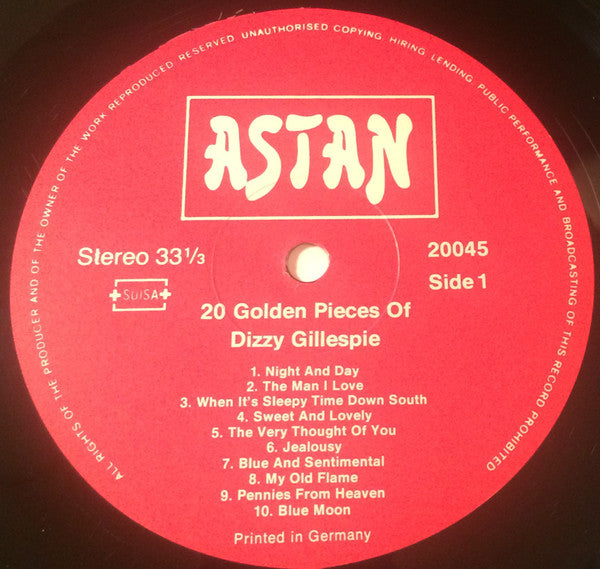 ALL RIGHTS OF THE PRODUCER AND OF THE OWNER OF THE WORK REPRODUCED RESERVED UNAUTHORISED COPYING, HIRING, LENDING, PUBLIC PERFORMANCE AND BROADCASTING OF THIS RECORD PROHIBITED
ASTAN
Stereo 33⅓
20045
SUISA
Side 1
20 Golden Pieces Of
Dizzy Gillespie
1. Night And Day
2. The Man I Love
3. When It's Sleepy Time Down South
4. Sweet And Lovely
5. The Very Thought Of You
6. Jealousy
7. Blue And Sentimental
8. My Old Flame
9. Pennies From Heaven
10. Blue Moon
Printed in Germany